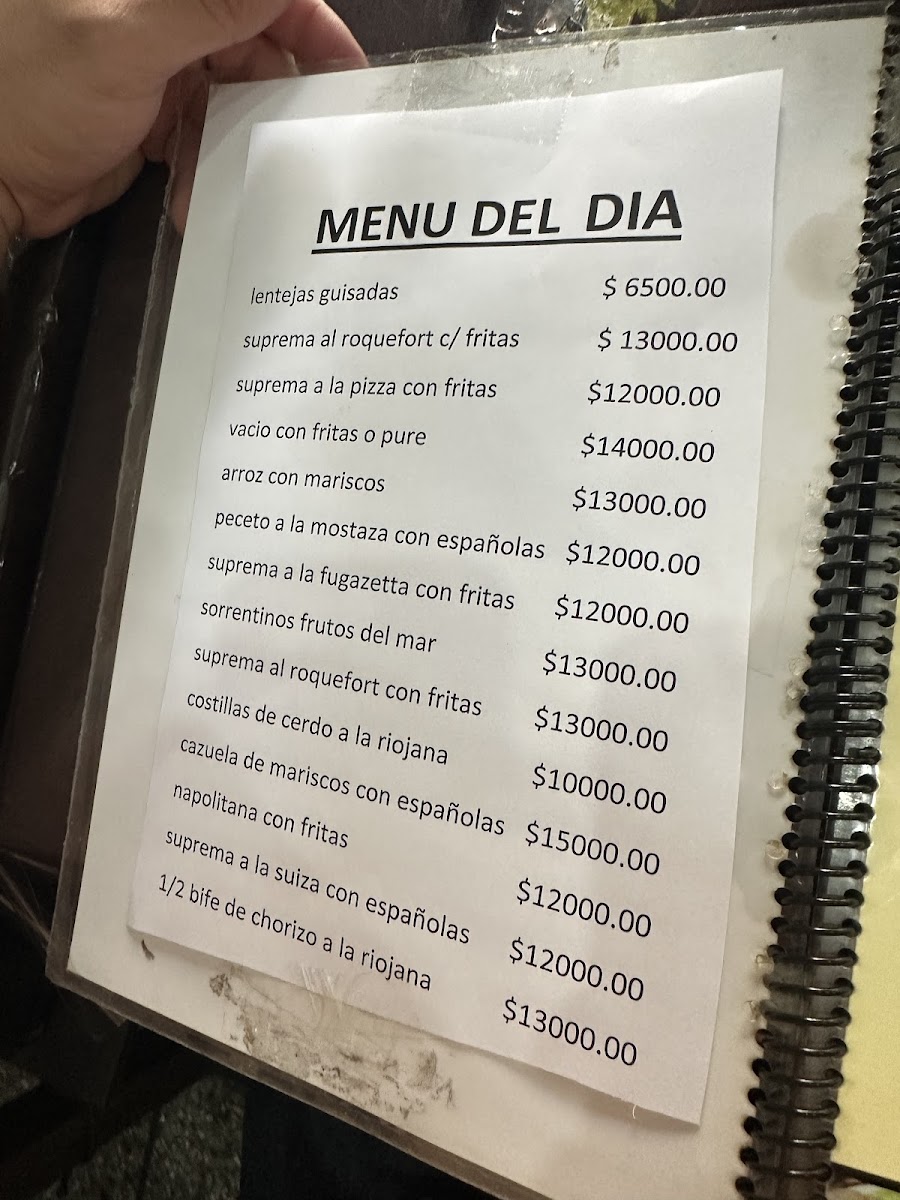 MENU DEL DIA
lentejas guisadas $ 6500.00
suprema al roquefort c/ fritas $ 13000.00
suprema a la pizza con fritas $12000.00
vacio con fritas o pure $14000.00
arroz con mariscos $13000.00
peceto a la mostaza con españolas $12000.00
suprema a la fugazetta con fritas $12000.00
sorrentinos frutos del mar $13000.00
suprema al roquefort con fritas $13000.00
costillas de cerdo a la riojana $10000.00
cazuela de mariscos con españolas $15000.00
napolitana con fritas $12000.00
suprema a la suiza con españolas $12000.00
1/2 bife de chorizo a la riojana $13000.00